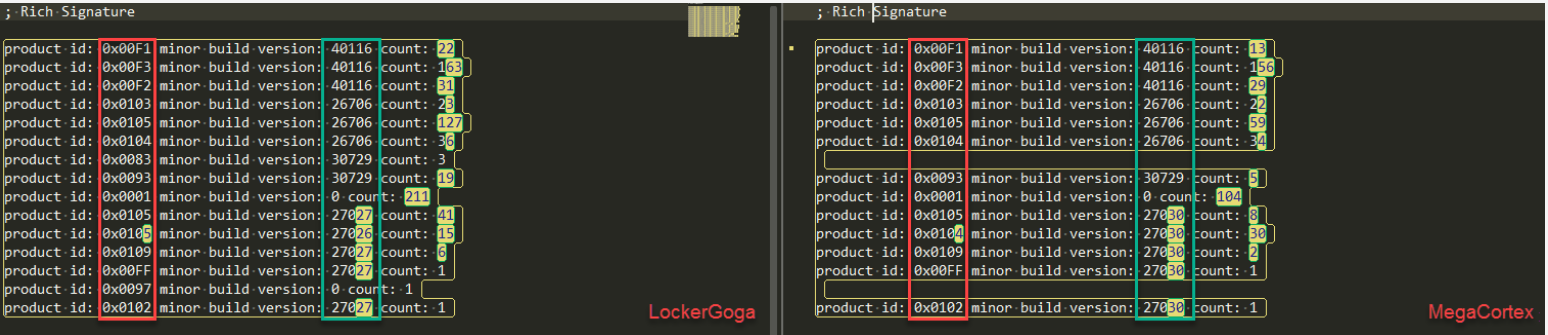 ; Rich Signature
product id: 0x00F1 minor build version: 40116 count: 22
product id: 0x00F3 minor build version: 40116 count: 163
product id: 0x00F2 minor build version: 40116 count: 31
product id: 0x0103 minor build version: 26706 count: 23
product id: 0x0105 minor build version: 26706 count: 127
product id: 0x0104 minor build version: 26706 count: 36
product id: 0x0083 minor build version: 30729 count: 3
product id: 0x0093 minor build version: 30729 count: 19
product id: 0x0001 minor build version: 0 count: 211
product id: 0x0105 minor build version: 27027 count: 41
product id: 0x0105 minor build version: 27026 count: 15
product id: 0x0109 minor build version: 27027 count: 6
product id: 0x00FF minor build version: 27027 count: 1
product id: 0x0097 minor build version: 0 count: 1
product id: 0x0102 minor build version: 27027 count: 1
LockerGoga
; Rich Signature
product id: 0x00F1 minor build version: 40116 count: 13
product id: 0x00F3 minor build version: 40116 count: 156
product id: 0x00F2 minor build version: 40116 count: 29
product id: 0x0103 minor build version: 26706 count: 22
product id: 0x0105 minor build version: 26706 count: 59
product id: 0x0104 minor build version: 26706 count: 34
product id: 0x0093 minor build version: 30729 count: 5
product id: 0x0001 minor build version: 0 count: 104
product id: 0x0105 minor build version: 27030 count: 8
product id: 0x0104 minor build version: 27030 count: 30
product id: 0x0109 minor build version: 27030 count: 2
product id: 0x00FF minor build version: 27030 count: 1
product id: 0x0102 minor build version: 27030 count: 1
MegaCortex